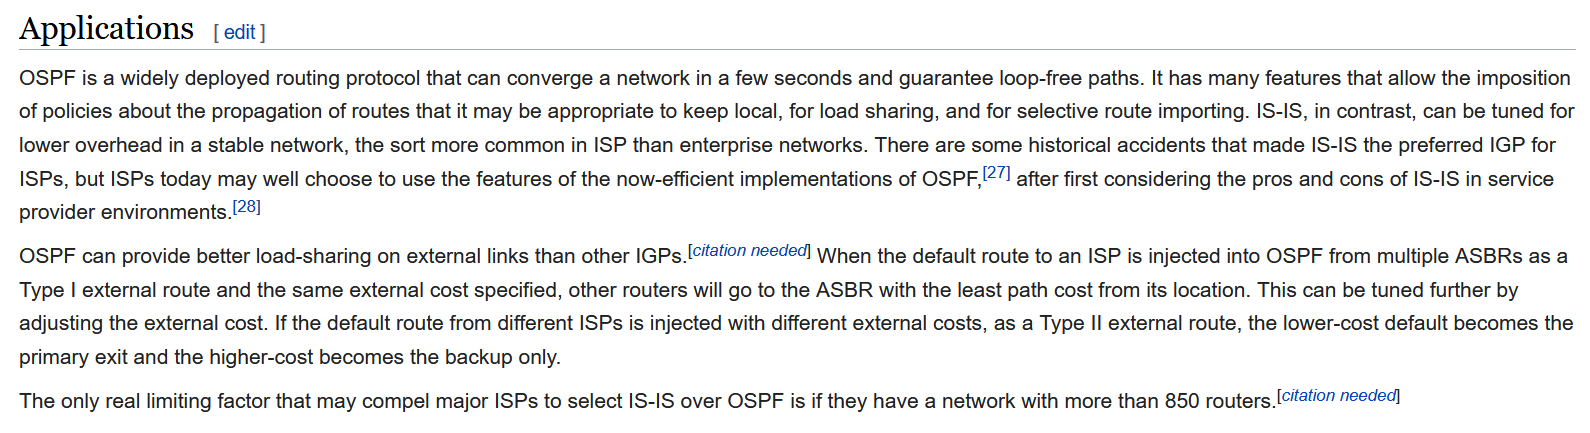 Applications [ edit ]
OSPF is a widely deployed routing protocol that can converge a network in a few seconds and guarantee loop-free paths. It has many features that allow the imposition
of policies about the propagation of routes that it may be appropriate to keep local, for load sharing, and for selective route importing. IS-IS, in contrast, can be tuned for
lower overhead in a stable network, the sort more common in ISP than enterprise networks. There are some historical accidents that made IS-IS the preferred IGP for
ISPs, but ISPs today may well choose to use the features of the now-efficient implementations of OSPF,[27] after first considering the pros and cons of IS-IS in service
provider environments.[28]
OSPF can provide better load-sharing on external links than other IGPs.[citation needed] When the default route to an ISP is injected into OSPF from multiple ASBRs as a
Type I external route and the same external cost specified, other routers will go to the ASBR with the least path cost from its location. This can be tuned further by
adjusting the external cost. If the default route from different ISPs is injected with different external costs, as a Type II external route, the lower-cost default becomes the
primary exit and the higher-cost becomes the backup only.
The only real limiting factor that may compel major ISPs to select IS-IS over OSPF is if they have a network with more than 850 routers.[citation needed]